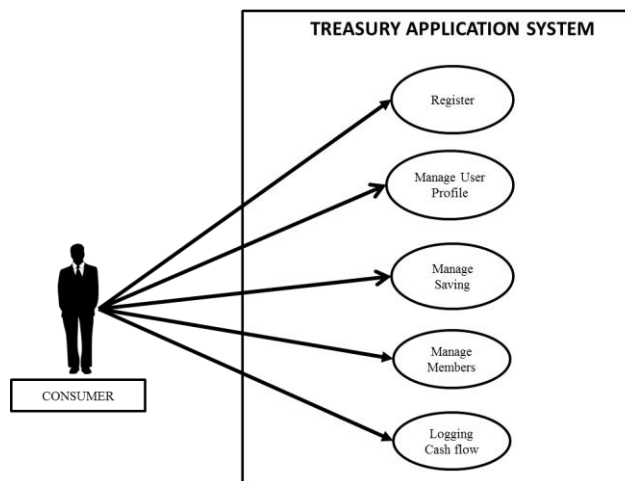 TREASURY APPLICATION SYSTEM
Register
Manage User
Profile
Manage
Saving
Manage
Members
CONSUMER
Logging
Cash flow